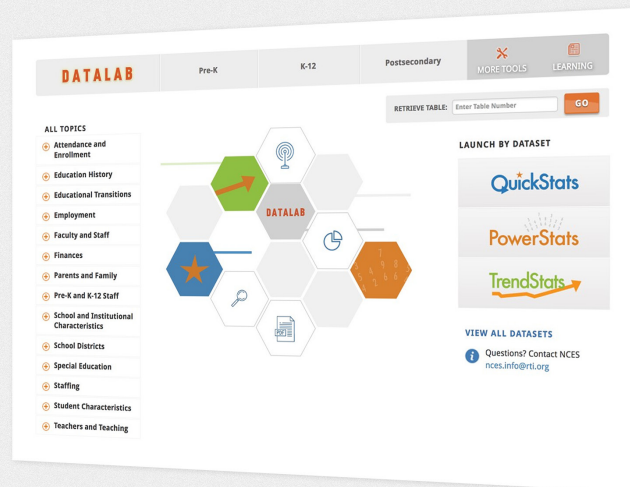 DATALAB
Pre-K
K-12
Postsecondary
MORE TOOLS
LEARNING
RETRIEVE TABLE:
Enter Table Number
GO
ALL TOPICS
Attendance and
Enrollment
Education History
Educational Transitions
Employment
Faculty and Staff
Finances
Parents and Family
Pre-K and K-12 Staff
School and Institutional
Characteristics
School Districts
Special Education
Staffing
Student Characteristics
Teachers and Teaching
DATALAB
PDF
LAUNCH BY DATASET
QuickStats
PowerStats
TrendStats
VIEW ALL DATASETS
Questions? Contact NCES
nces.info@rti.org